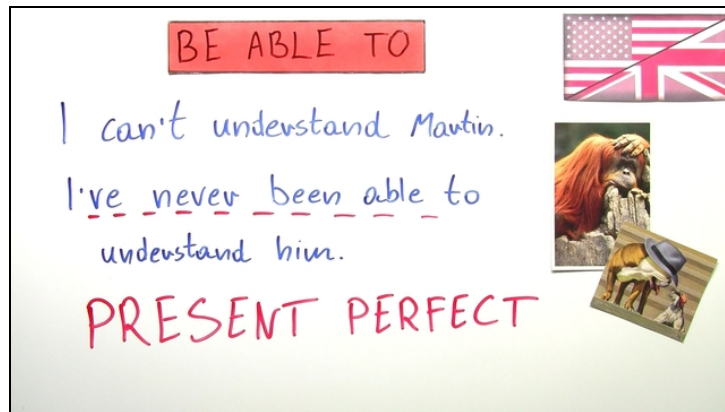 BE ABLE TO
I can't understand Martin.
I've never been able to
understand him.
PRESENT PERFECT